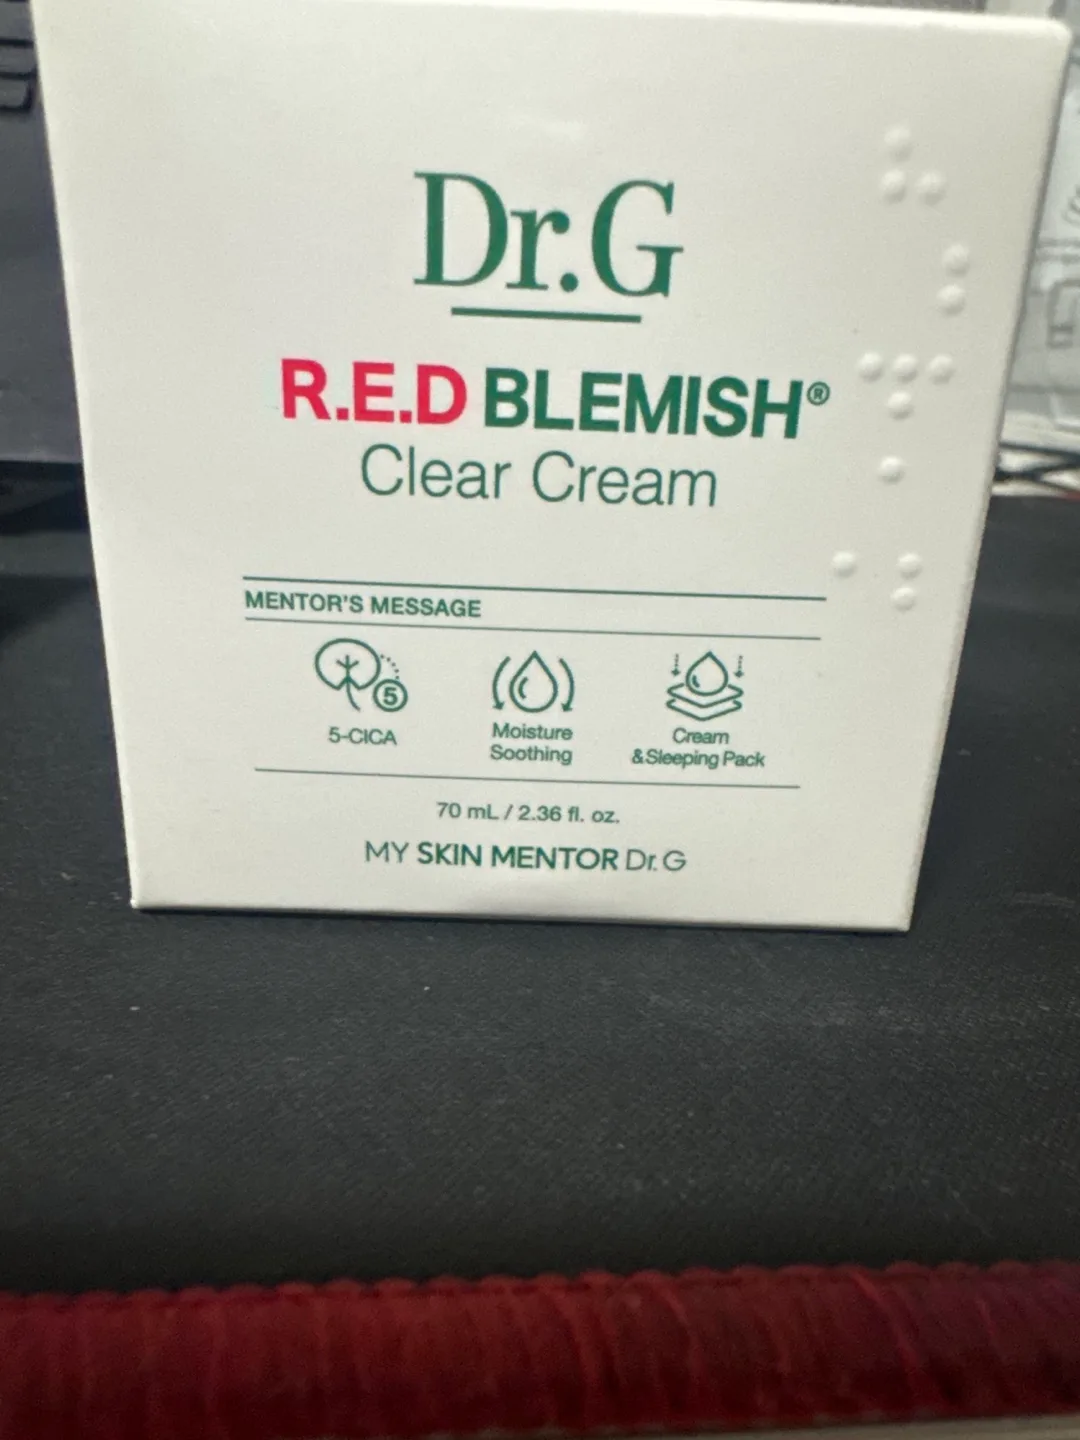 Dr.G
R.E.D BLEMISH®
Clear Cream
MENTOR'S MESSAGE
5
5-CICA
Moisture
Soothing
Cream
&Sleeping Pack
70 mL / 2.36 fl. oz.
MY SKIN MENTOR Dr.G